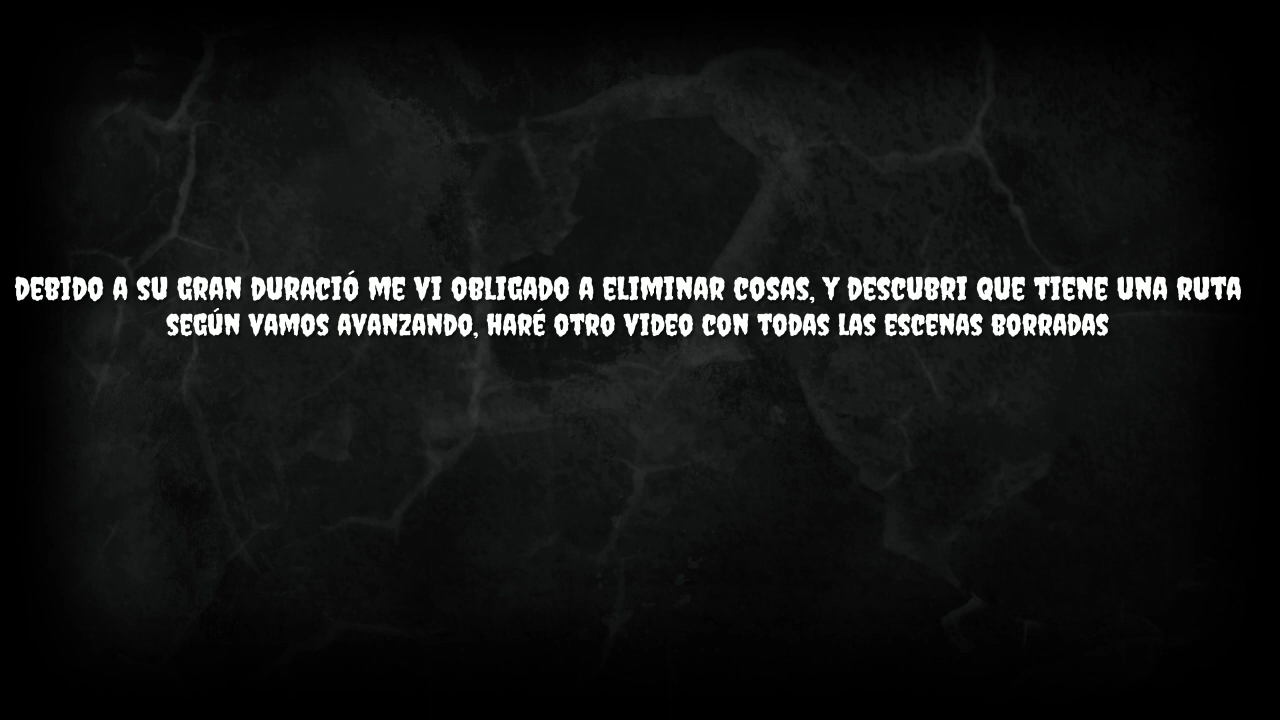 DEBIDO A SU GRAN DURACIÓ ME VI OBLIGADO A ELIMINAR COSAS, Y DESCUBRI QUE TIENE UNA RUTA
SEGÚN VAMOS AVANZANDO, HARÉ OTRO VIDEO CON TODAS LAS ESCENAS BORRADAS